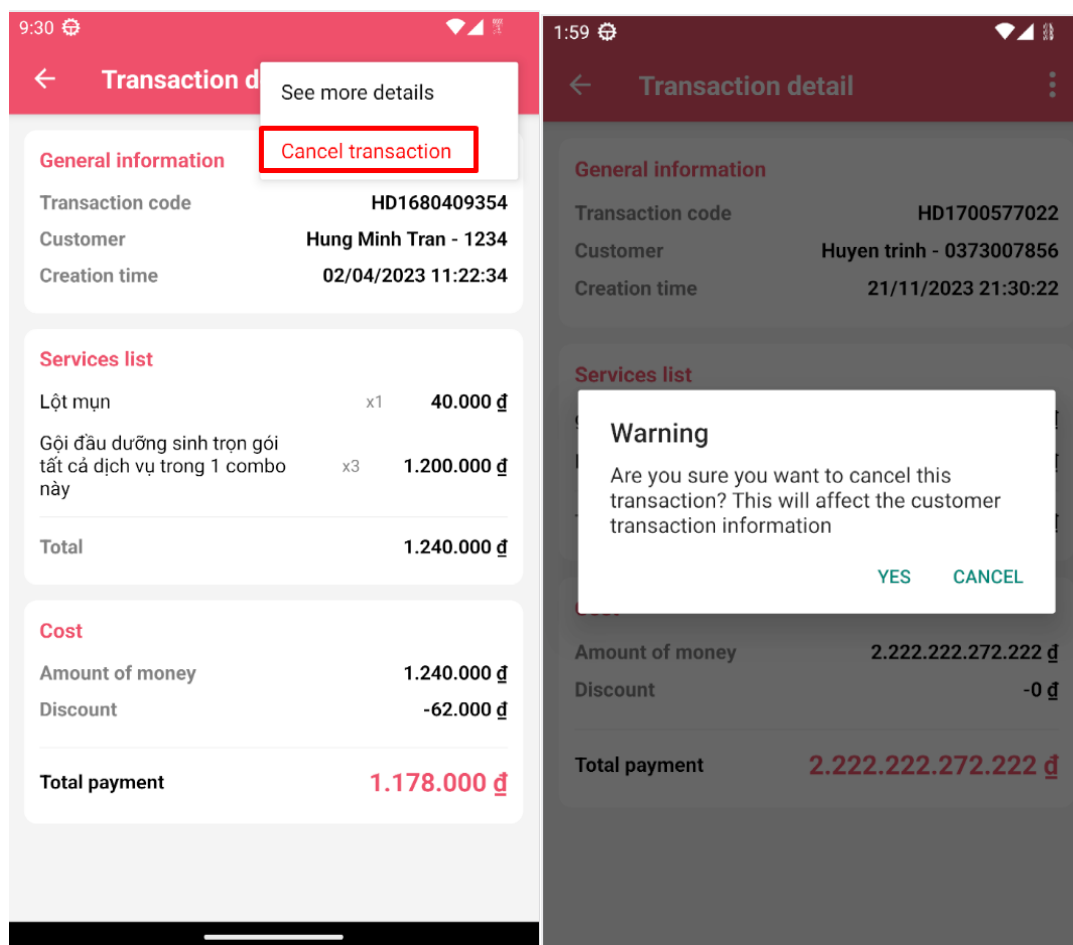 9:30
Transaction d
See more details
Cancel transaction
General information
Transaction code HD1680409354
Customer Hung Minh Tran - 1234
Creation time 02/04/2023 11:22:34
Services list
Lột mụn x1 40.000 ₫
Gội đầu dưỡng sinh trọn gói
tất cả dịch vụ trong 1 combo x3 1.200.000 ₫
này
Total 1.240.000 ₫
Cost
Amount of money 1.240.000 ₫
Discount -62.000 ₫
Total payment 1.178.000 ₫
1:59
Transaction detail
General information
Transaction code HD1700577022
Customer Huyen trinh - 0373007856
Creation time 21/11/2023 21:30:22
Services list
Warning
Are you sure you want to cancel this
transaction? This will affect the customer
transaction information
YES CANCEL
Amount of money 2.222.222.272.222 ₫
Discount -0 ₫
Total payment 2.222.222.272.222 ₫